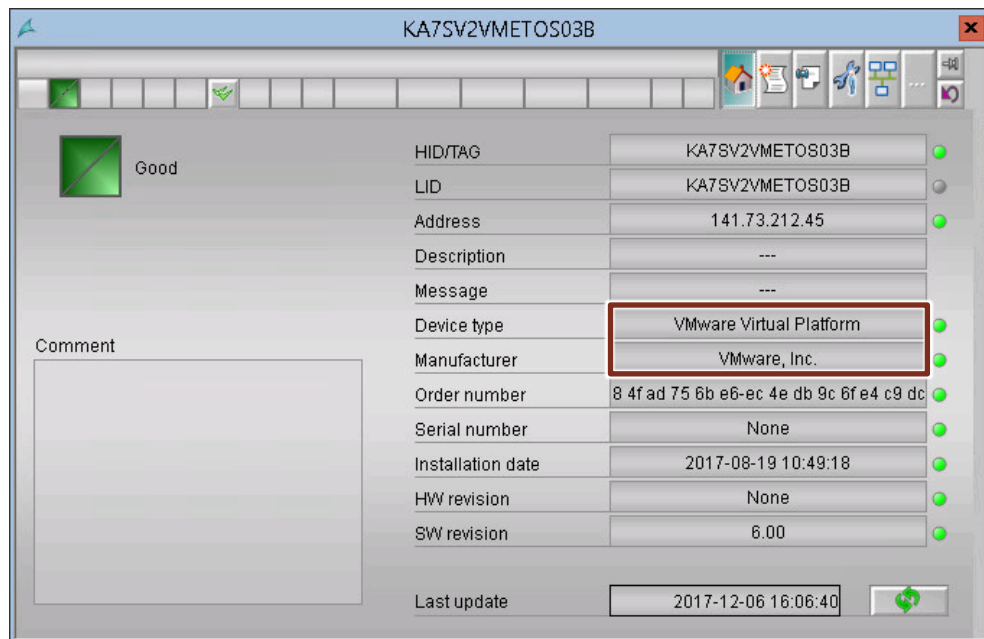 KA7SV2VMETOS03B
...
Good
HID/TAG KA7SV2VMETOS03B
LID KA7SV2VMETOS03B
Address 141.73.212.45
Description ---
Message ---
Device type VMware Virtual Platform
Comment
Manufacturer VMware, Inc.
Order number 8 4f ad 75 6b e6-ec 4e db 9c 6f e4 c9 dc
Serial number None
Installation date 2017-08-19 10:49:18
HW revision None
SW revision 6.00
Last update 2017-12-06 16:06:40